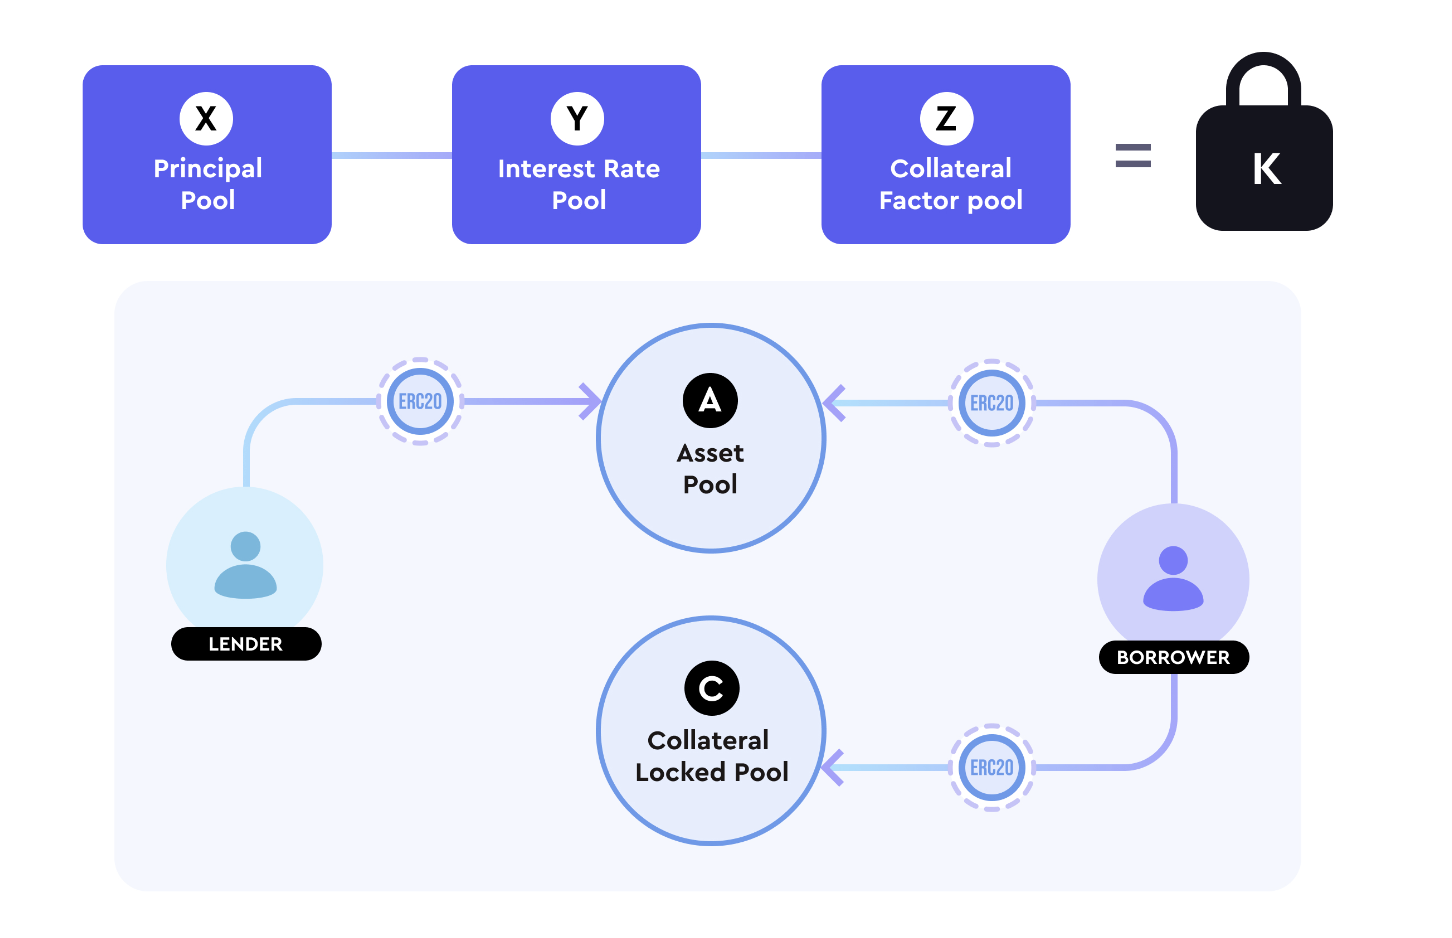 X
Principal
Pool
Y
Interest Rate
Pool
Z
Collateral
Factor pool
=
K
ERC20
A
Asset
Pool
ERC20
LENDER
BORROWER
C
Collateral
Locked Pool
ERC20